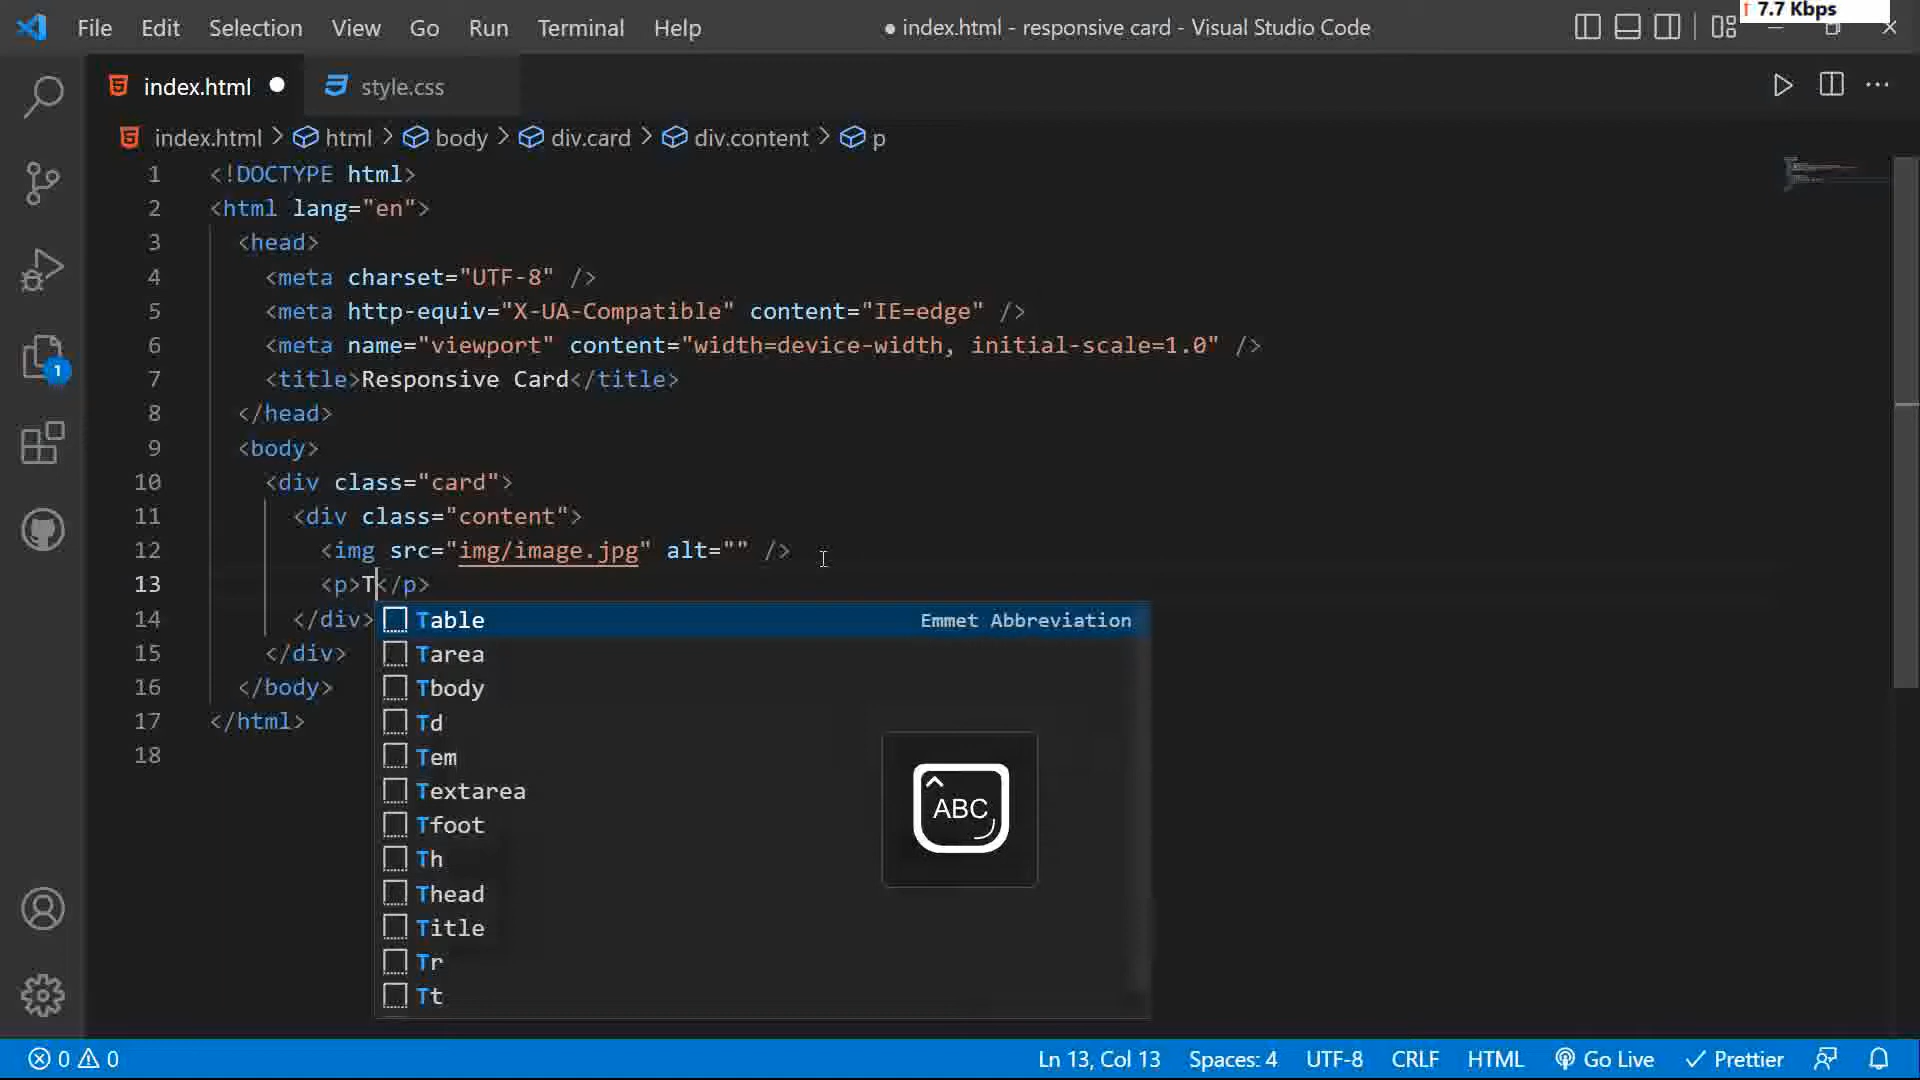 File Edit Selection View Go Run Terminal Help ● index.html - responsive card - Visual Studio Code ↑ 7.7 Kbps
index.html ● style.css
index.html > html > body > div.card > div.content > p
1 <!DOCTYPE html>
2 <html lang="en">
3 <head>
4 <meta charset="UTF-8" />
5 <meta http-equiv="X-UA-Compatible" content="IE=edge" />
6 <meta name="viewport" content="width=device-width, initial-scale=1.0" />
7 <title>Responsive Card</title>
8 </head>
9 <body>
10 <div class="card">
11 <div class="content">
12 <img src="img/image.jpg" alt="" />
13 <p>T</p>
14 </div>
15 </div>
16 </body>
17 </html>
18
Table Emmet Abbreviation
Tarea
Tbody
Td
Tem
Textarea
Tfoot
Th
Thead
Title
Tr
Tt
ABC
1
0 0 Ln 13, Col 13 Spaces: 4 UTF-8 CRLF HTML Go Live Prettier